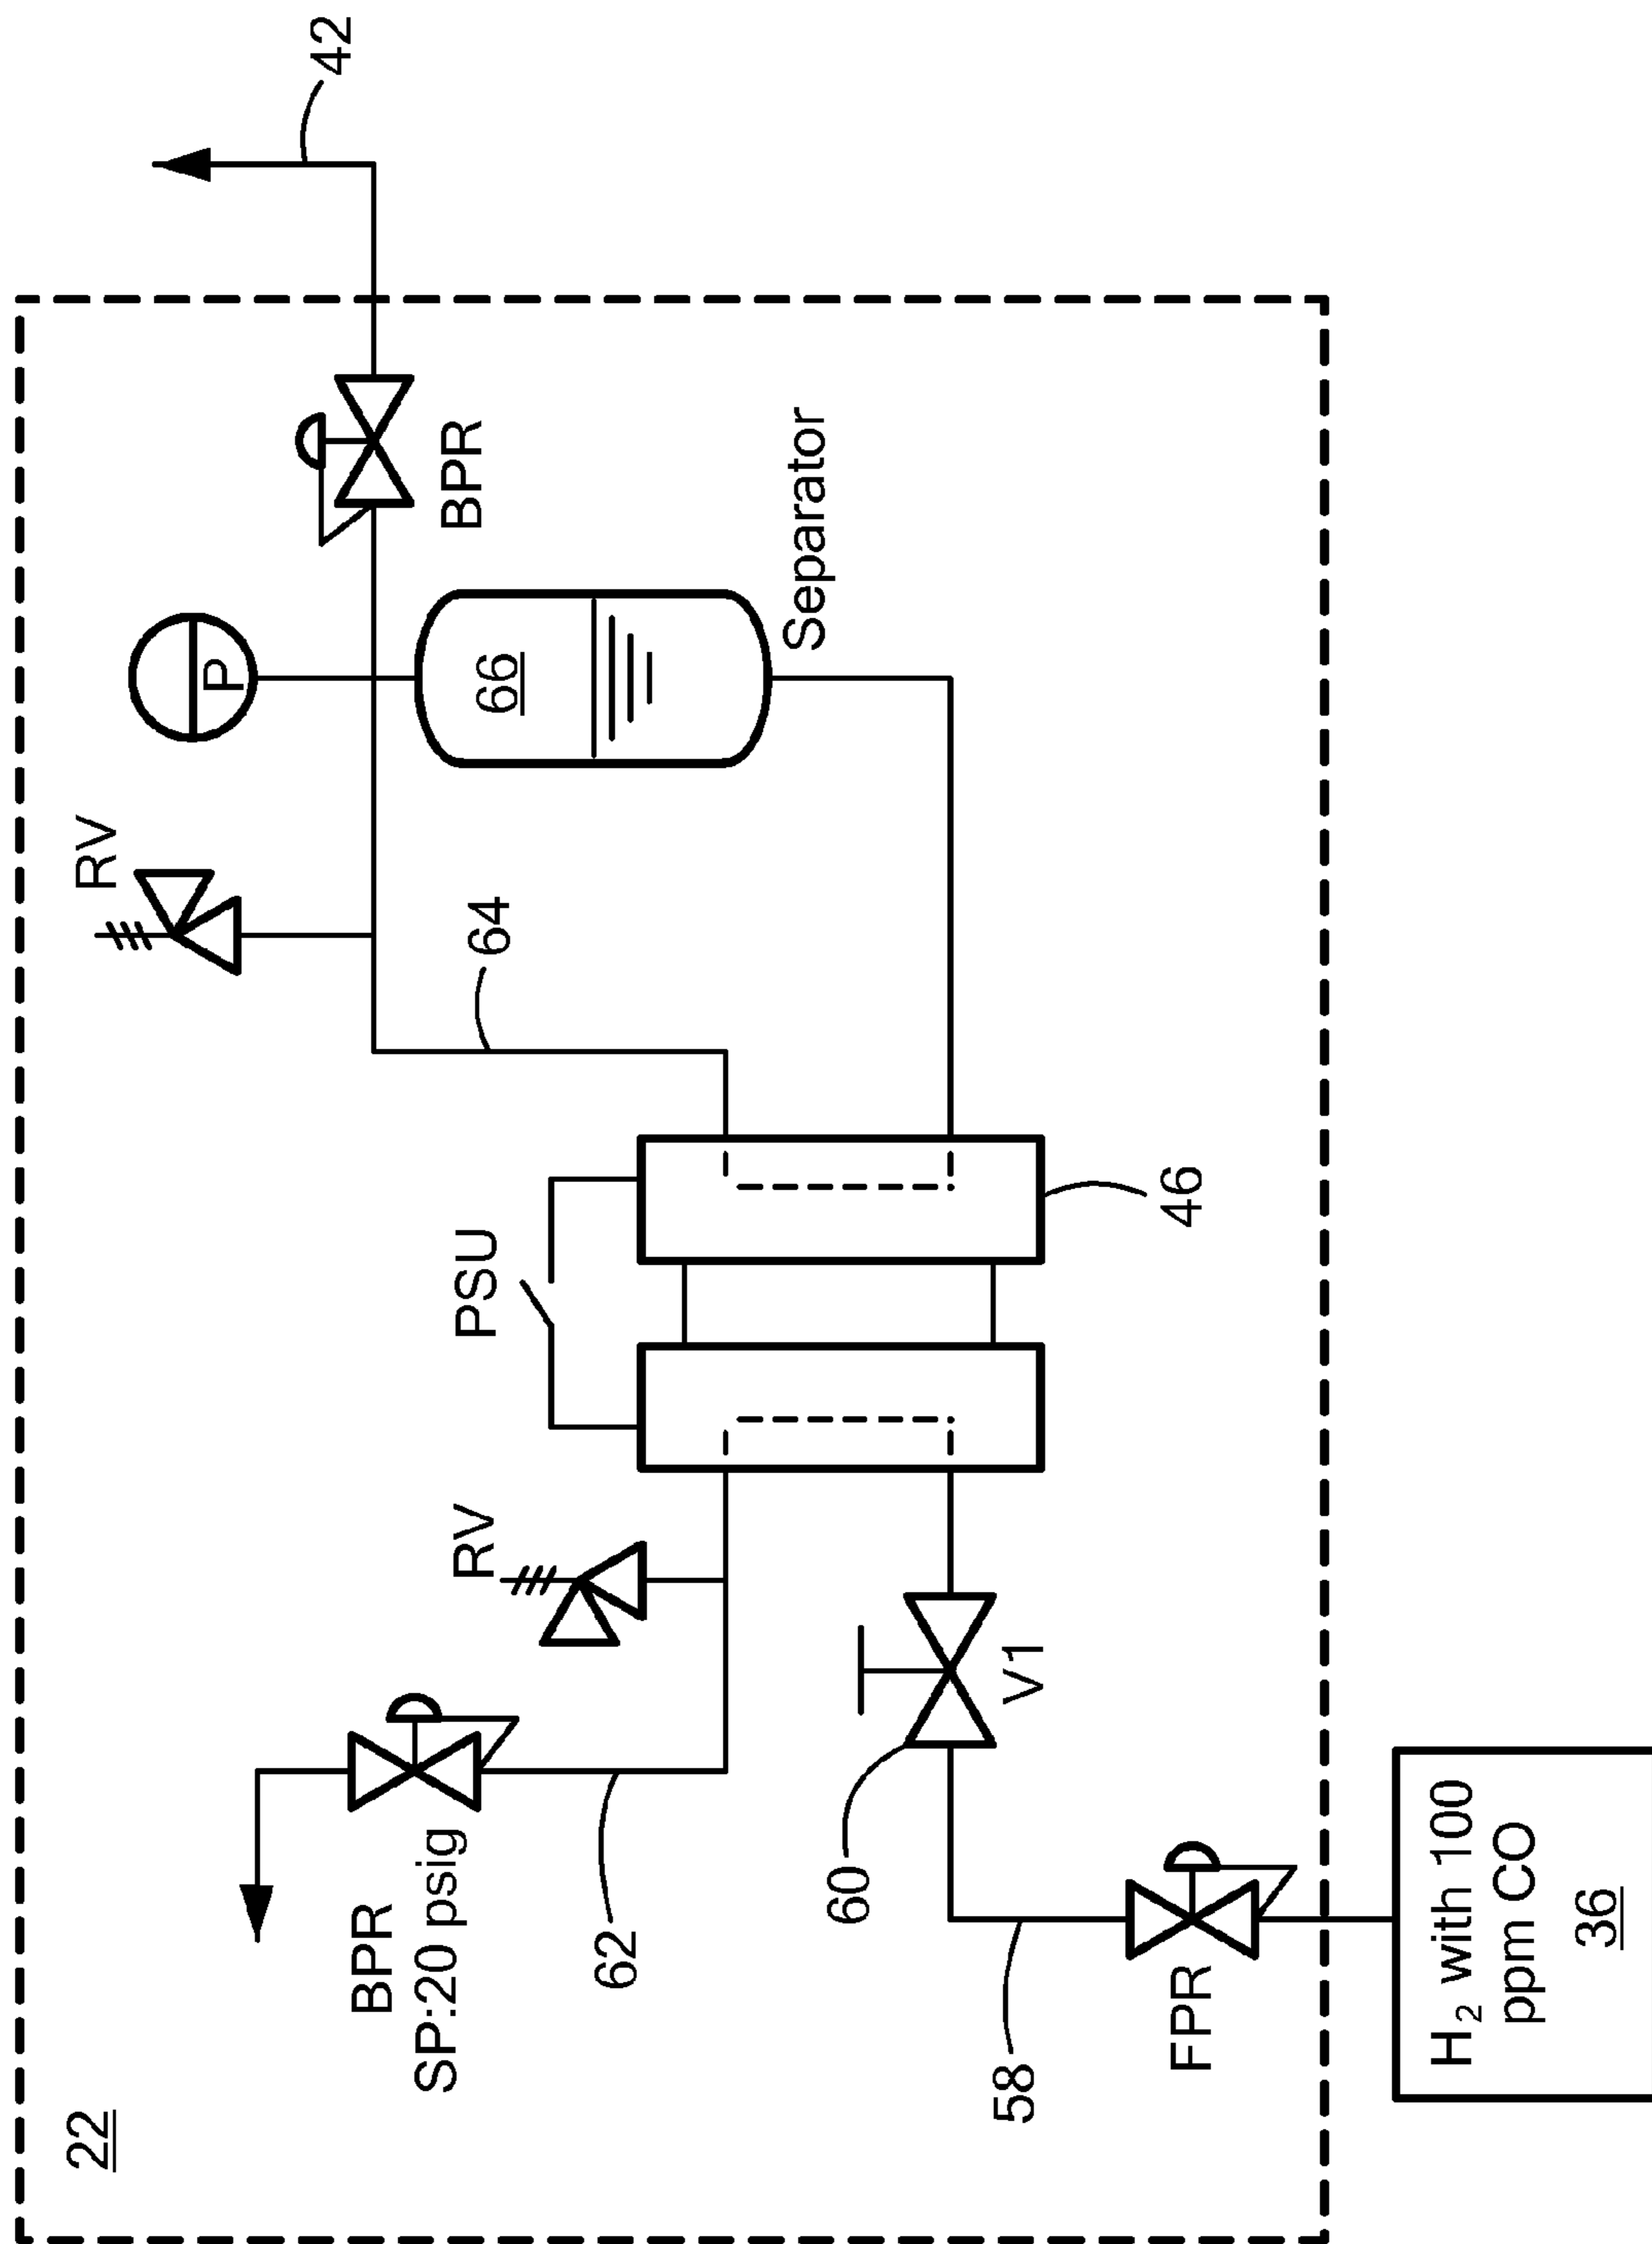 22
BPR
SP:20 psig
62
RV
PSU
64
RV
P
66
BPR
42
Separator
60
V1
46
58
FPR
H₂ with 100
ppm CO
36